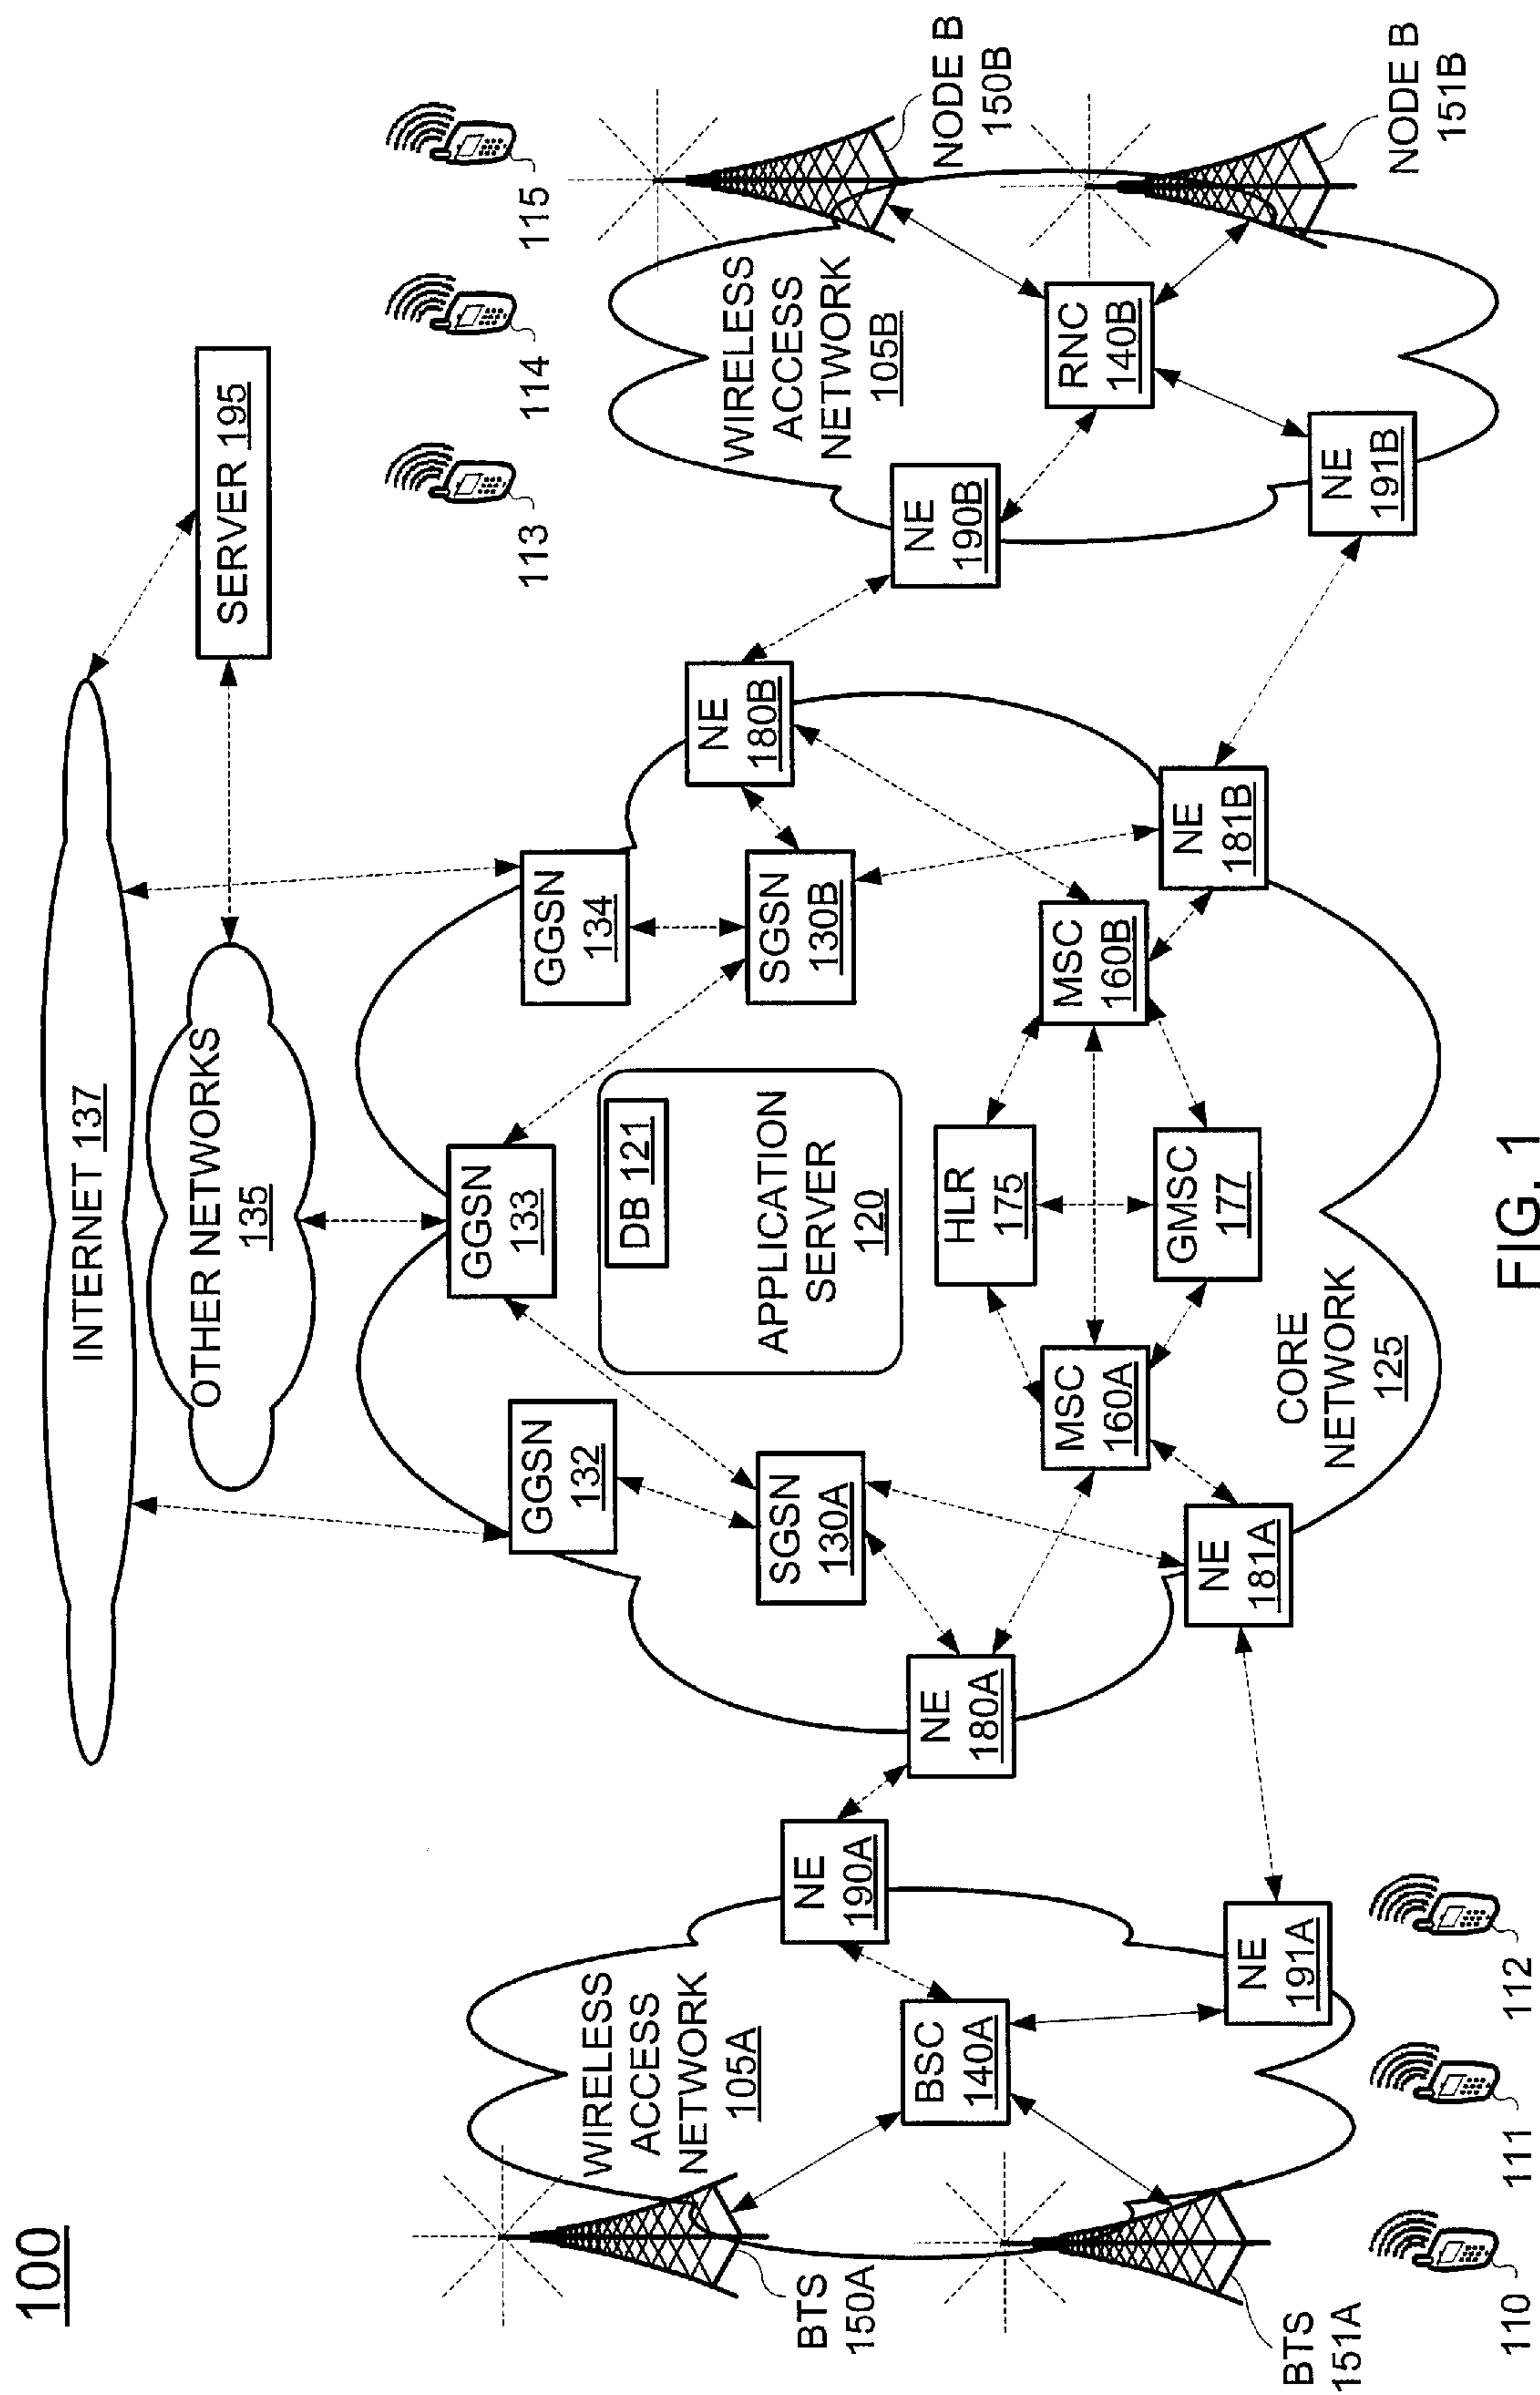 100
INTERNET 137
OTHER NETWORKS
135
SERVER 195
113
114
115
GGSN
132
GGSN
133
GGSN
134
NE
180B
DB 121
APPLICATION
SERVER
120
SGSN
130A
SGSN
130B
WIRELESS
ACCESS
NETWORK
105A
WIRELESS
ACCESS
NETWORK
105B
BTS
150A
NODE B
150B
NE
190A
NE
180A
NE
190B
BSC
140A
HLR
175
MSC
160A
MSC
160B
GMSC
177
RNC
140B
NE
181A
NE
181B
NE
191A
NE
191B
CORE
NETWORK
125
BTS
151A
NODE B
151B
110
111
112
FIG. 1